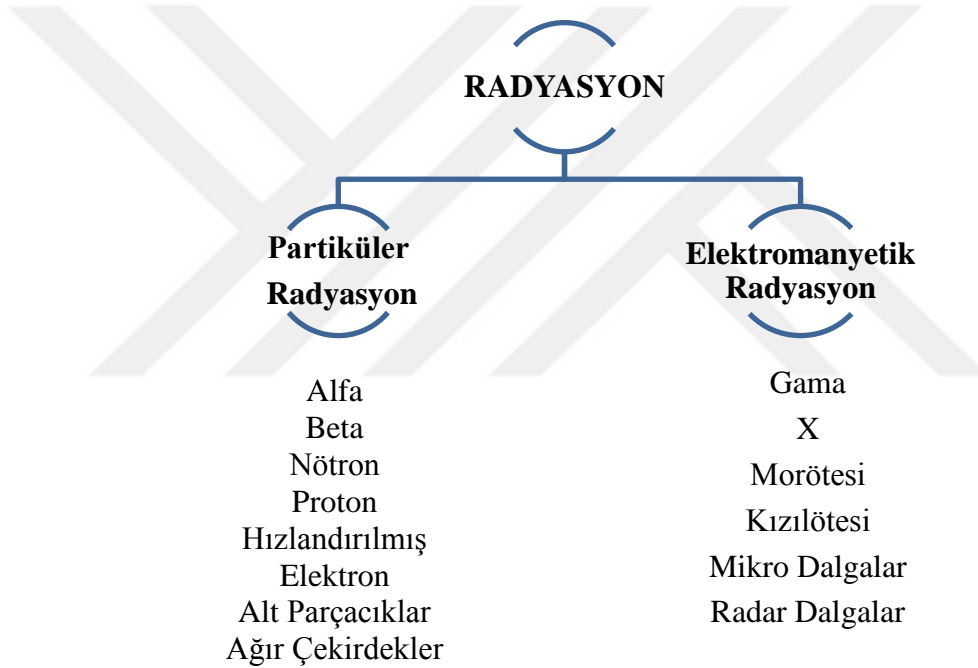 RADYASYON
Partiküler
Radyasyon
Elektromanyetik
Radyasyon
Alfa
Beta
Nötron
Proton
Hızlandırılmış
Elektron
Alt Parçacıklar
Ağır Çekirdekler
Gama
X
Morötesi
Kızılötesi
Mikro Dalgalar
Radar Dalgalar